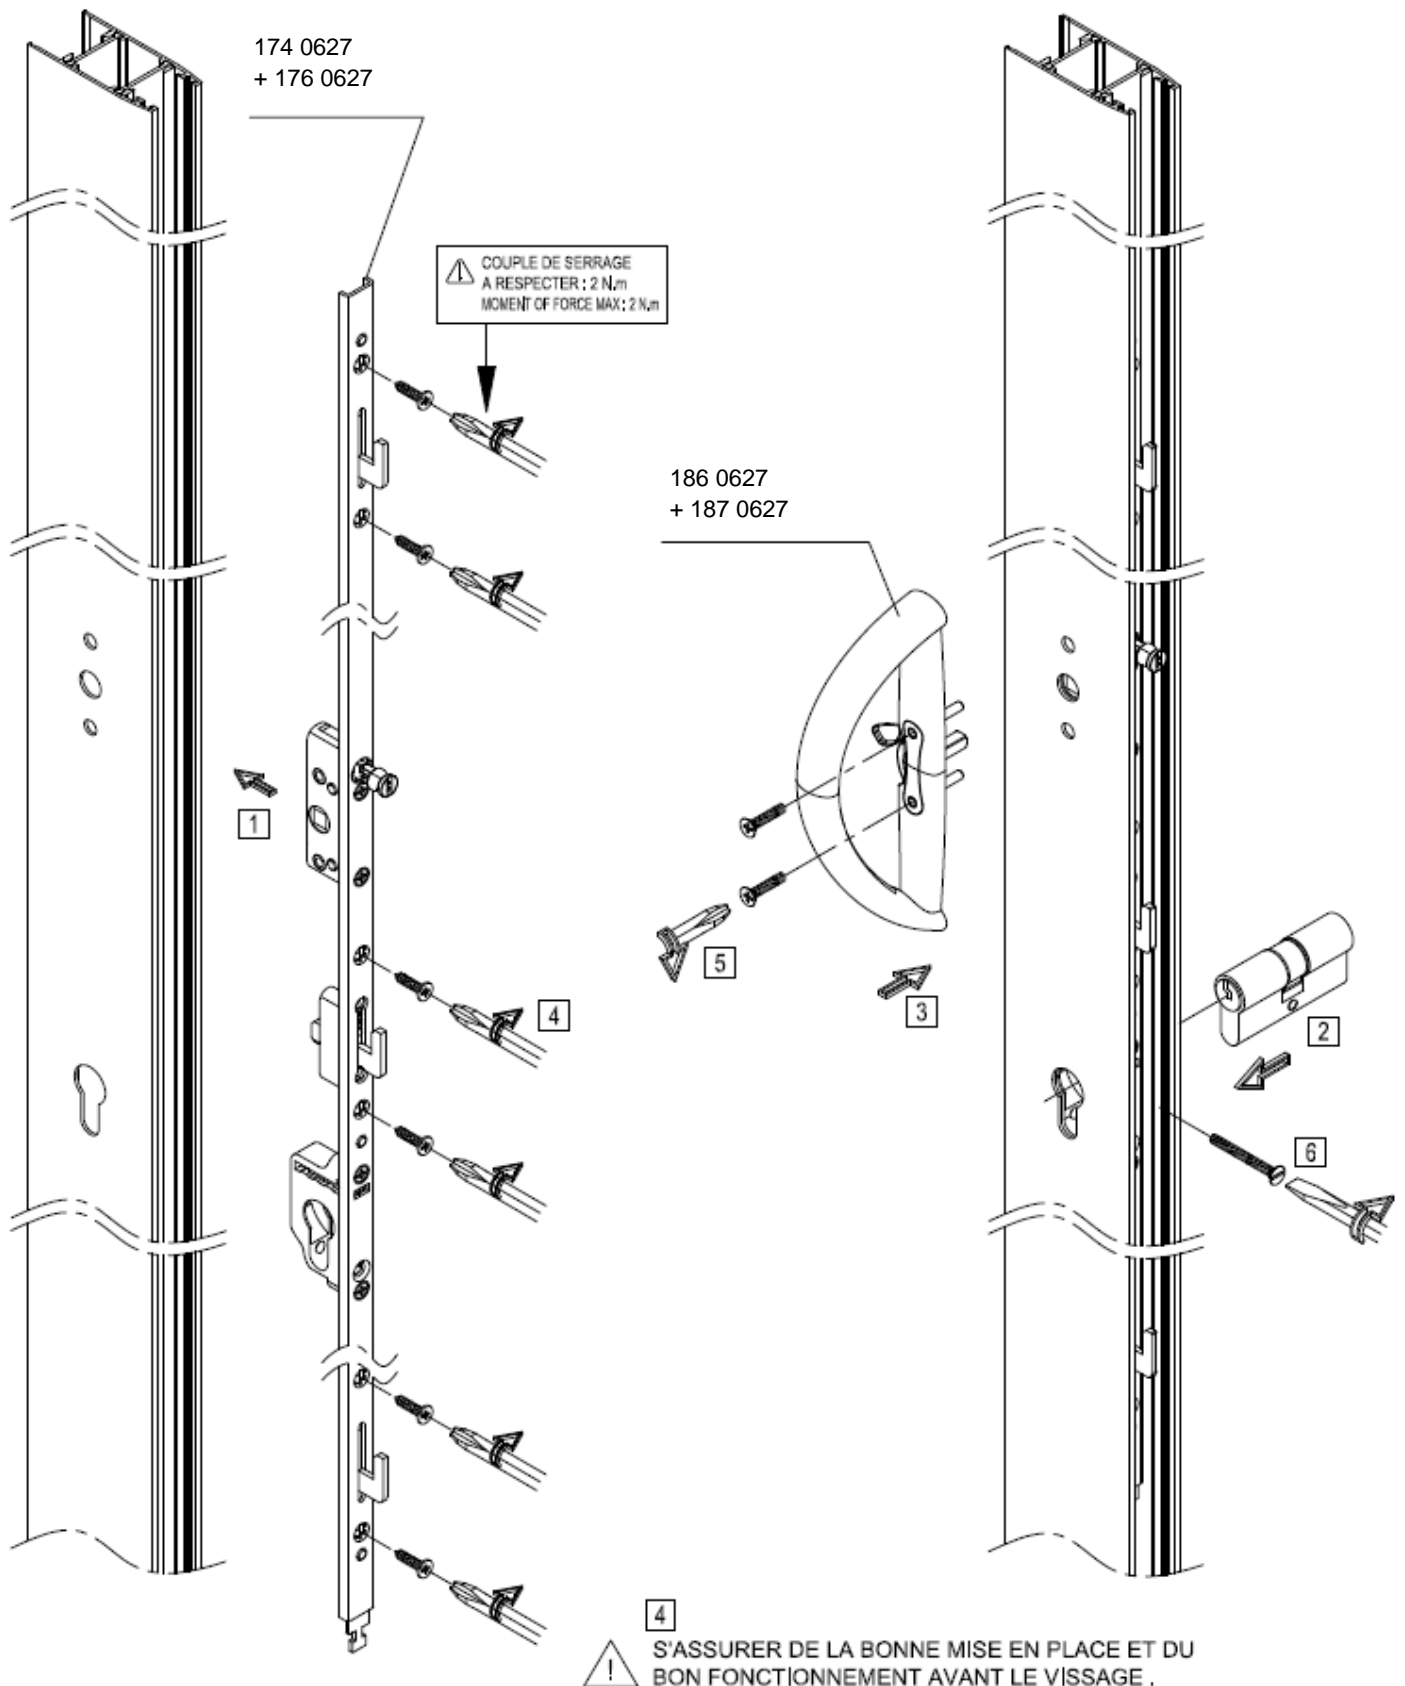 174 0627
+ 176 0627
COUPLE DE SERRAGE
A RESPECTER : 2 N.m
MOMENT OF FORCE MAX : 2 N.m
186 0627
+ 187 0627
1
5
3
4
2
6
4
! S'ASSURER DE LA BONNE MISE EN PLACE ET DU
BON FONCTIONNEMENT AVANT LE VISSAGE .